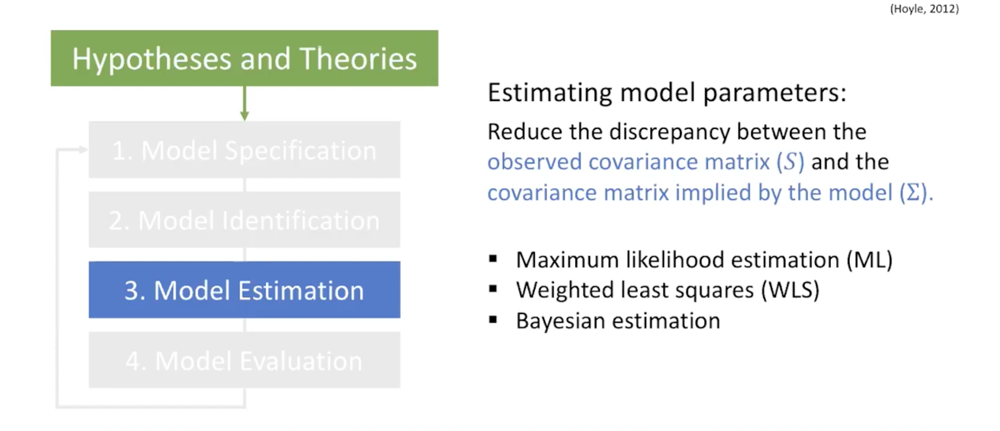 (Hoyle, 2012)
Hypotheses and Theories
1. Model Specification
2. Model Identification
3. Model Estimation
4. Model Evaluation
Estimating model parameters:
Reduce the discrepancy between the
observed covariance matrix (S) and the
covariance matrix implied by the model (Σ).
▪ Maximum likelihood estimation (ML)
▪ Weighted least squares (WLS)
▪ Bayesian estimation